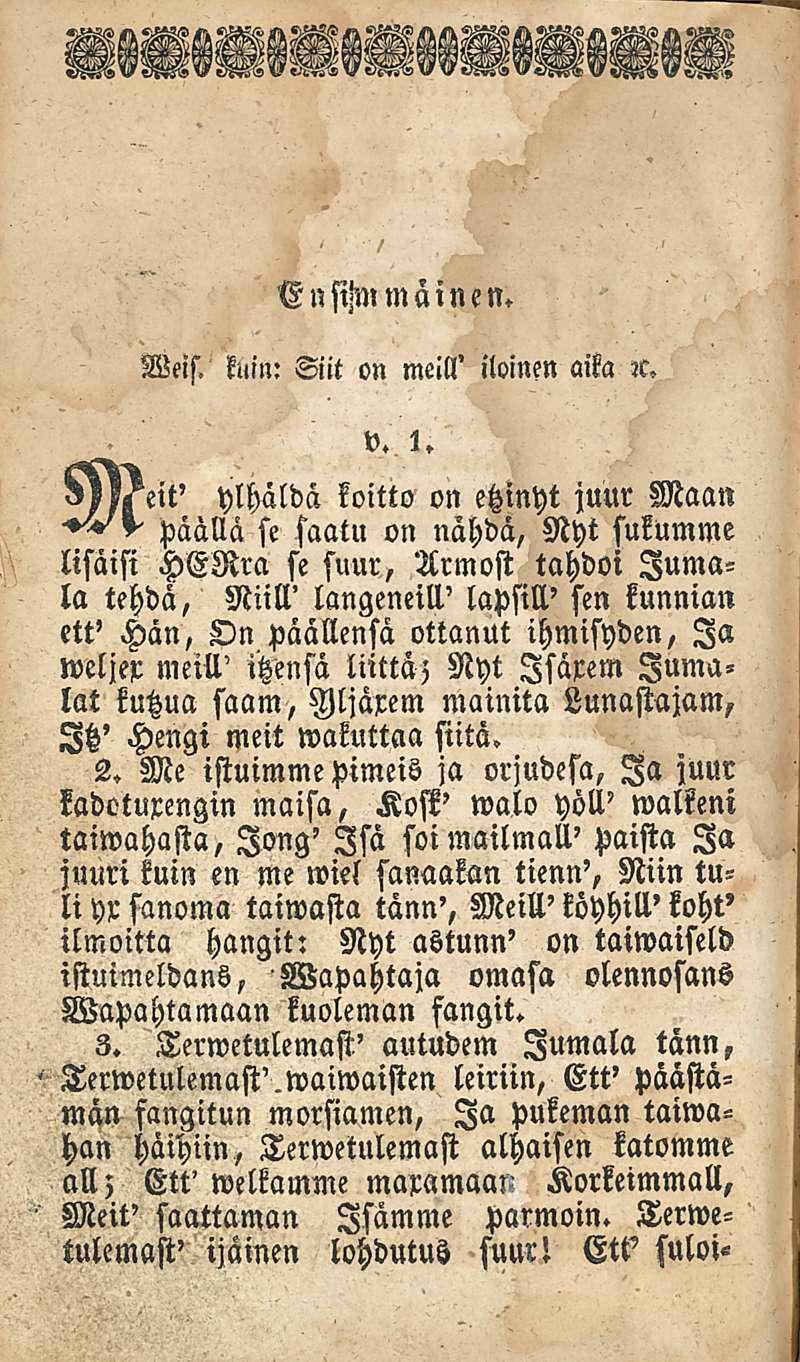 Ensimmäinen.
Weis. kuin: Siit on meill' iloinen aika ꝛc.
v. 1.
Meit' ylhäldä koitto on etzinyt juur Maan
päällä se saatu on nähdä, Nyt sukumme
lisäisi HERra se suur, Armost tahdoi Juma-
la tehdä, Niill' langeneill' lapsill' sen kunnian
ett' Hän, On päällensä ottanut ihmisyden, Ja
weljex meill' itzensä liittä; Nyt Isäxem Juma-
lat kutzua saam, Yljäxem mainita Lunastajam,
Itz' Hengi meit wakuttaa siitä.
2. Me istuimme pimeis ja orjudesa, Ja juur
kadotuxengin maisa, Kosk' walo yöll' walkeni
taiwahasta, Jong' Isä soi mailmall' paista Ja
juuri kuin en me wiel sanaakan tienn', Niin tu-
li yx sanoma taiwasta tänn', Meill' köyhill' koht'
ilmoitta hangit: Nyt astunn' on taiwaiseld
istuimeldans, Wapahtaja omasa olennosans
Wapahtamaan kuoleman fangit.
3. Terwetulemast' autudem Jumala tänn,
Terwetulemast' waiwaisten leiriin, Ett' päästä-
män fangitun morsiamen, Ja pukeman taiwa-
han häihiin, Terwetulemast alhaisen katomme
all; Ett' welkamme maxamaan Korkeimmall,
Meit' saattaman Isämme parmoin. Terwe-
tulemast' ijäinen lohdutus suur! Ett' suloi-